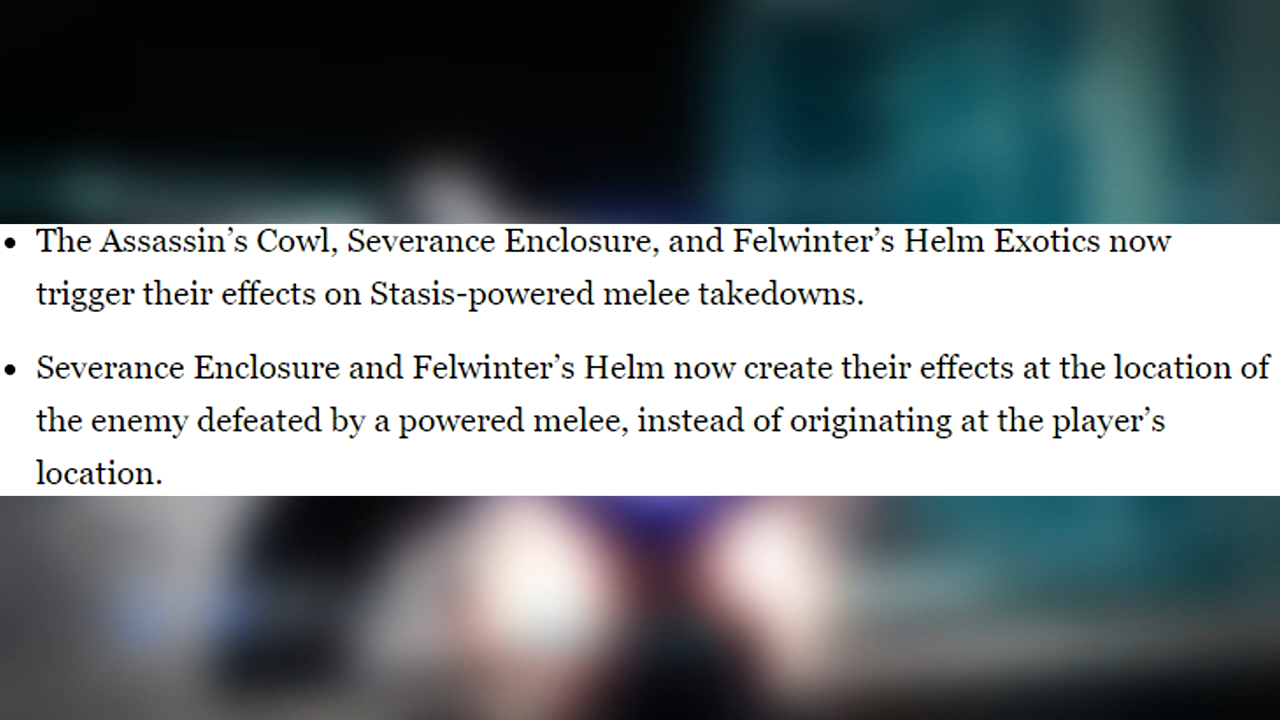 • The Assassin’s Cowl, Severance Enclosure, and Felwinter’s Helm Exotics now
trigger their effects on Stasis-powered melee takedowns.
• Severance Enclosure and Felwinter’s Helm now create their effects at the location of
the enemy defeated by a powered melee, instead of originating at the player’s
location.